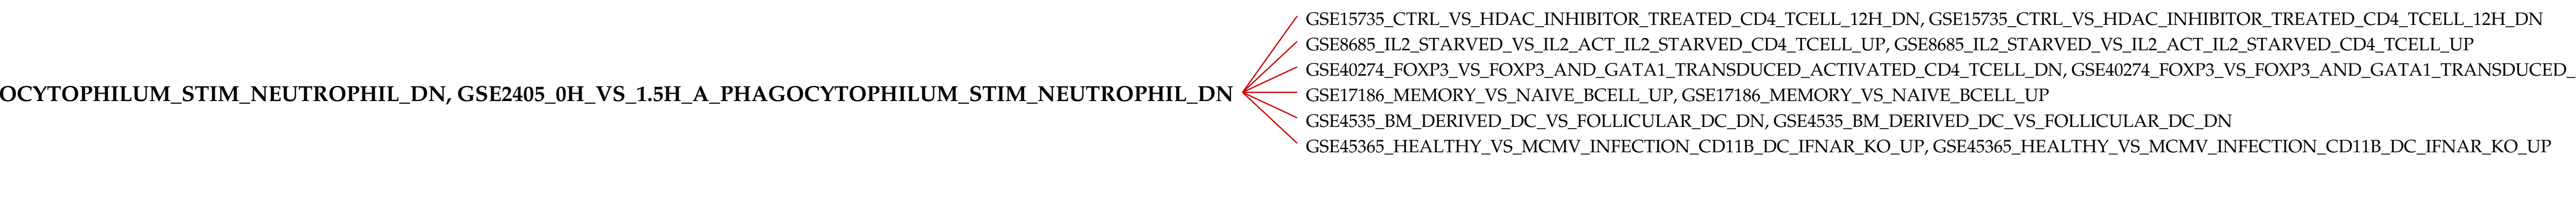 GSE15735_CTRL_VS_HDAC_INHIBITOR_TREATED_CD4_TCELL_12H_DN, GSE15735_CTRL_VS_HDAC_INHIBITOR_TREATED_CD4_TCELL_12H_DN
GSE8685_IL2_STARVED_VS_IL2_ACT_IL2_STARVED_CD4_TCELL_UP, GSE8685_IL2_STARVED_VS_IL2_ACT_IL2_STARVED_CD4_TCELL_UP
GSE40274_FOXP3_VS_FOXP3_AND_GATA1_TRANSDUCED_ACTIVATED_CD4_TCELL_DN, GSE40274_FOXP3_VS_FOXP3_AND_GATA1_TRANSDUCED_
OCYTOPHILUM_STIM_NEUTROPHIL_DN, GSE2405_0H_VS_1.5H_A_PHAGOCYTOPHILUM_STIM_NEUTROPHIL_DN
GSE17186_MEMORY_VS_NAIVE_BCELL_UP, GSE17186_MEMORY_VS_NAIVE_BCELL_UP
GSE4535_BM_DERIVED_DC_VS_FOLLICULAR_DC_DN, GSE4535_BM_DERIVED_DC_VS_FOLLICULAR_DC_DN
GSE45365_HEALTHY_VS_MCMV_INFECTION_CD11B_DC_IFNAR_KO_UP, GSE45365_HEALTHY_VS_MCMV_INFECTION_CD11B_DC_IFNAR_KO_UP